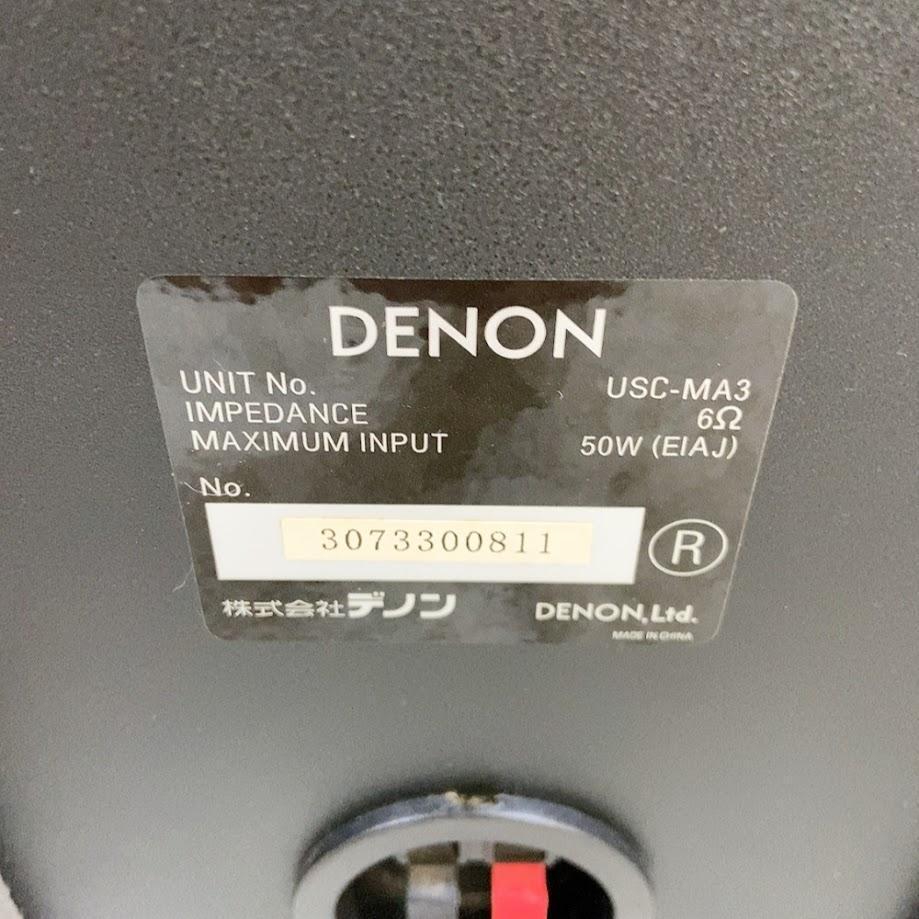 DENON
UNIT No. USC-MA3
IMPEDANCE 6Ω
MAXIMUM INPUT 50W (EIAJ)
No.
3073300811
R
株式会社デノン DENON, Ltd.
MADE IN CHINA